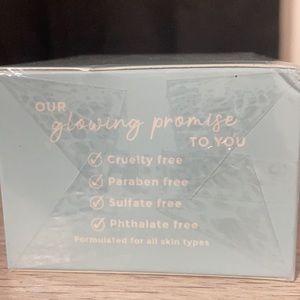 OUR
glowing promise
TO YOU
Cruelty free
Paraben free
Sulfate free
Phthalate free
Formulated for all skin types